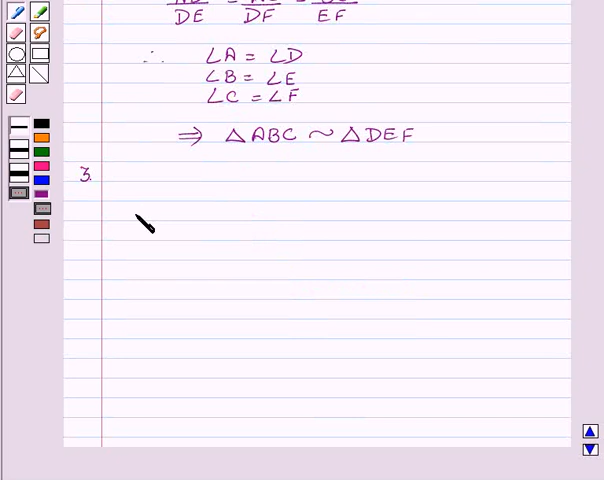 DE DF EF
∴ ∠A = ∠D
∠B = ∠E
∠C = ∠F
⇒ △ABC ~ △DEF
3.